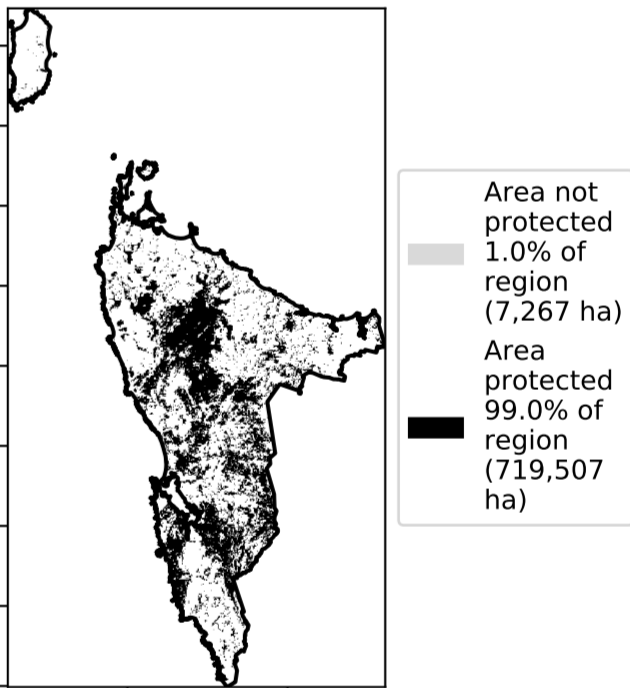 Area not
protected
1.0% of
region
(7,267 ha)
Area
protected
99.0% of
region
(719,507
ha)